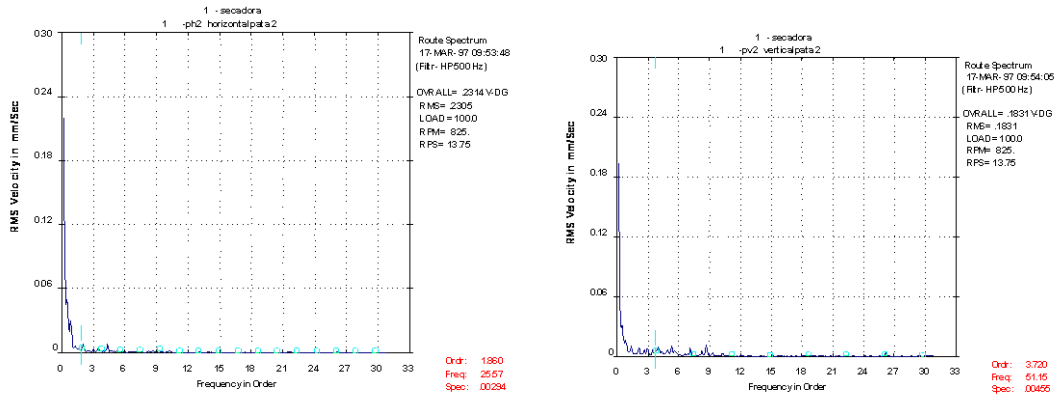 1 - secadora
1 -ph2 horizontalpata2
0.30
0.24
0.18
0.12
0.06
0
RMS Velocity in mm/Sec
0 3 6 9 12 15 18 21 24 27 30 33
Frequency in Order
Route Spectrum
17-MAR-97 09:53:48
(Filtr- HP500 Hz)
OVRALL= .2314 V-DG
RMS= .2305
LOAD= 100.0
RPM= 825.
RPS= 13.75
Ordr: 1.860
Freq: 25.57
Spec: .00294
1 - secadora
1 -pv2 verticalpata2
0.30
0.24
0.18
0.12
0.06
0
RMS Velocity in mm/Sec
0 3 6 9 12 15 18 21 24 27 30 33
Frequency in Order
Route Spectrum
17-MAR-97 09:54:05
(Filtr- HP500 Hz)
OVRALL= .1831 V-DG
RMS= .1831
LOAD= 100.0
RPM= 825.
RPS= 13.75
Ordr: 3.720
Freq: 51.15
Spec: .00455